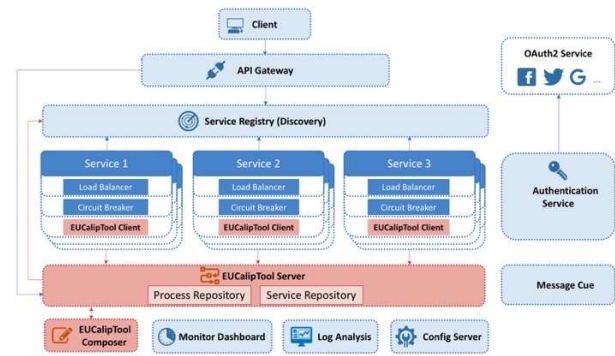 Client
OAuth2 Service
...
API Gateway
Service Registry (Discovery)
Service 1
Load Balancer
Circuit Breaker
EUCalipTool Client
Service 2
Load Balancer
Circuit Breaker
EUCalipTool Client
Service 3
Load Balancer
Circuit Breaker
EUCalipTool Client
Authentication
Service
EUCalipTool Server
Process Repository
Service Repository
Message Cue
EUCalipTool
Composer
Monitor Dashboard
Log Analysis
Config Server